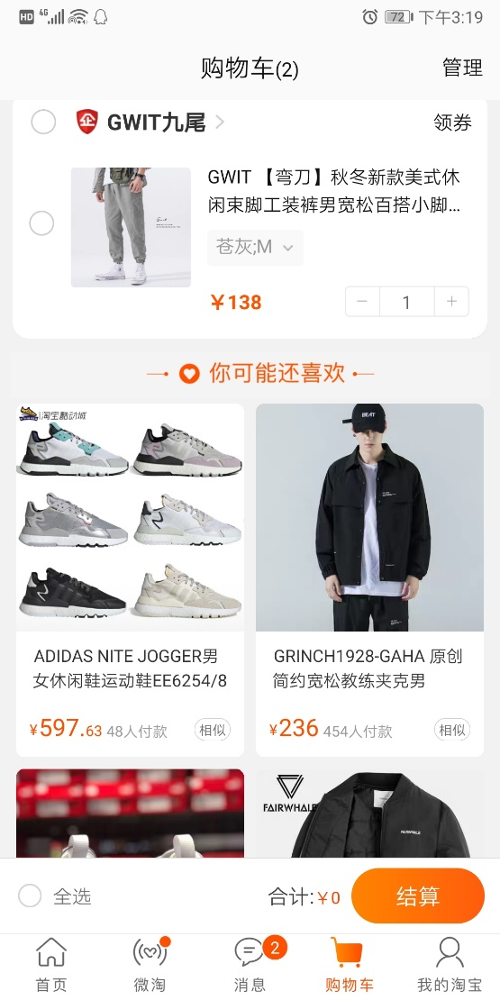 HD 4G 72 下午3:19
购物车(2)
管理
企 GWIT九尾
领券
GWIT 【弯刀】秋冬新款美式休
闲束脚工装裤男宽松百搭小脚...
苍灰;M
￥138
1
你可能还喜欢
淘宝酷动城
BEAT
ADIDAS NITE JOGGER男
女休闲鞋运动鞋EE6254/8
¥597.63 48人付款 相似
GRINCH1928-GAHA 原创
简约宽松教练夹克男
¥236 454人付款 相似
FAIRWHALE
FAIRWHALE
全选
合计:￥0
结算
2
首页
微淘
消息
购物车
我的淘宝